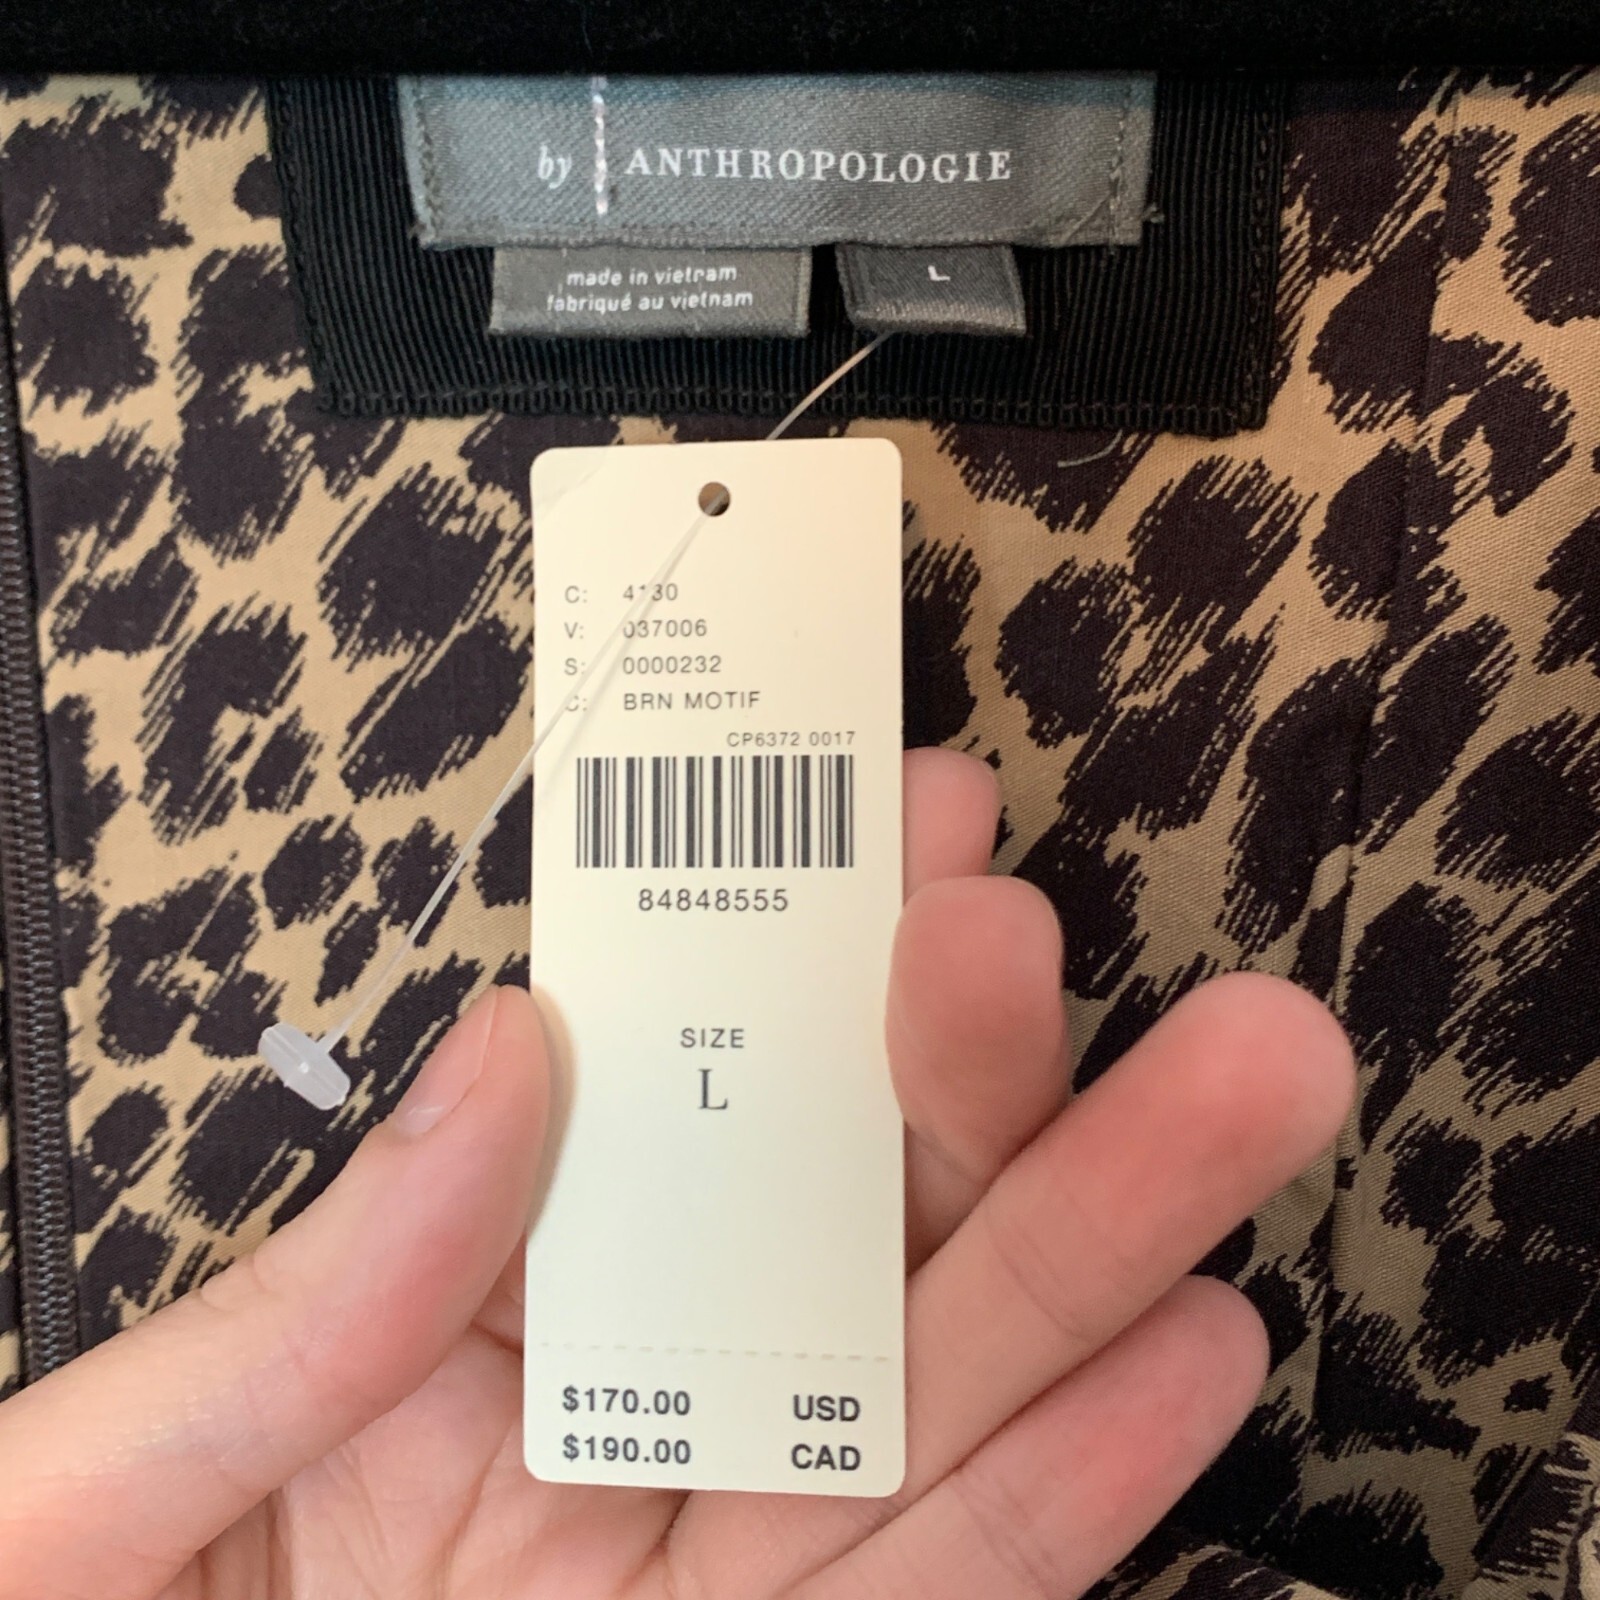 by ANTHROPOLOGIE
made in vietnam
fabriqué au vietnam
L
C: 4130
V: 037006
S: 0000232
C: BRN MOTIF
CP6372 0017
84848555
SIZE
L
$170.00 USD
$190.00 CAD